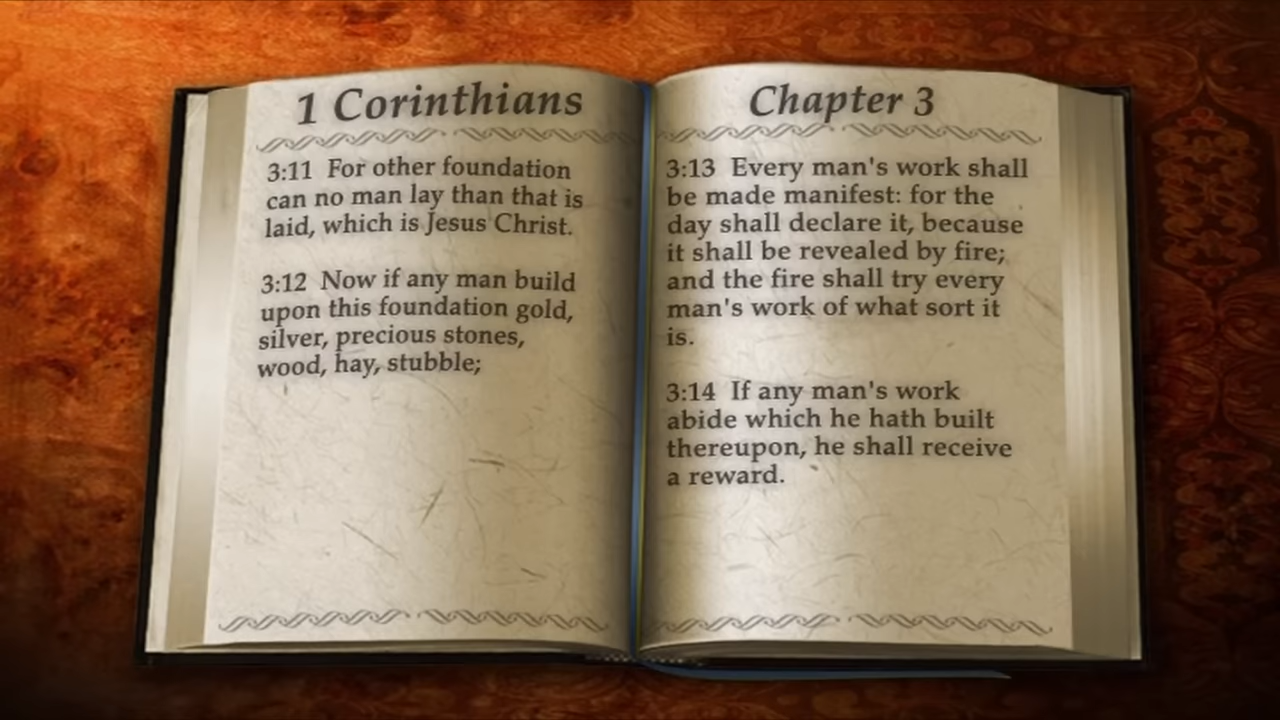 1 Corinthians
3:11 For other foundation
can no man lay than that is
laid, which is Jesus Christ.
3:12 Now if any man build
upon this foundation gold,
silver, precious stones,
wood, hay, stubble;
Chapter 3
3:13 Every man's work shall
be made manifest: for the
day shall declare it, because
it shall be revealed by fire;
and the fire shall try every
man's work of what sort it
is.
3:14 If any man's work
abide which he hath built
thereupon, he shall receive
a reward.